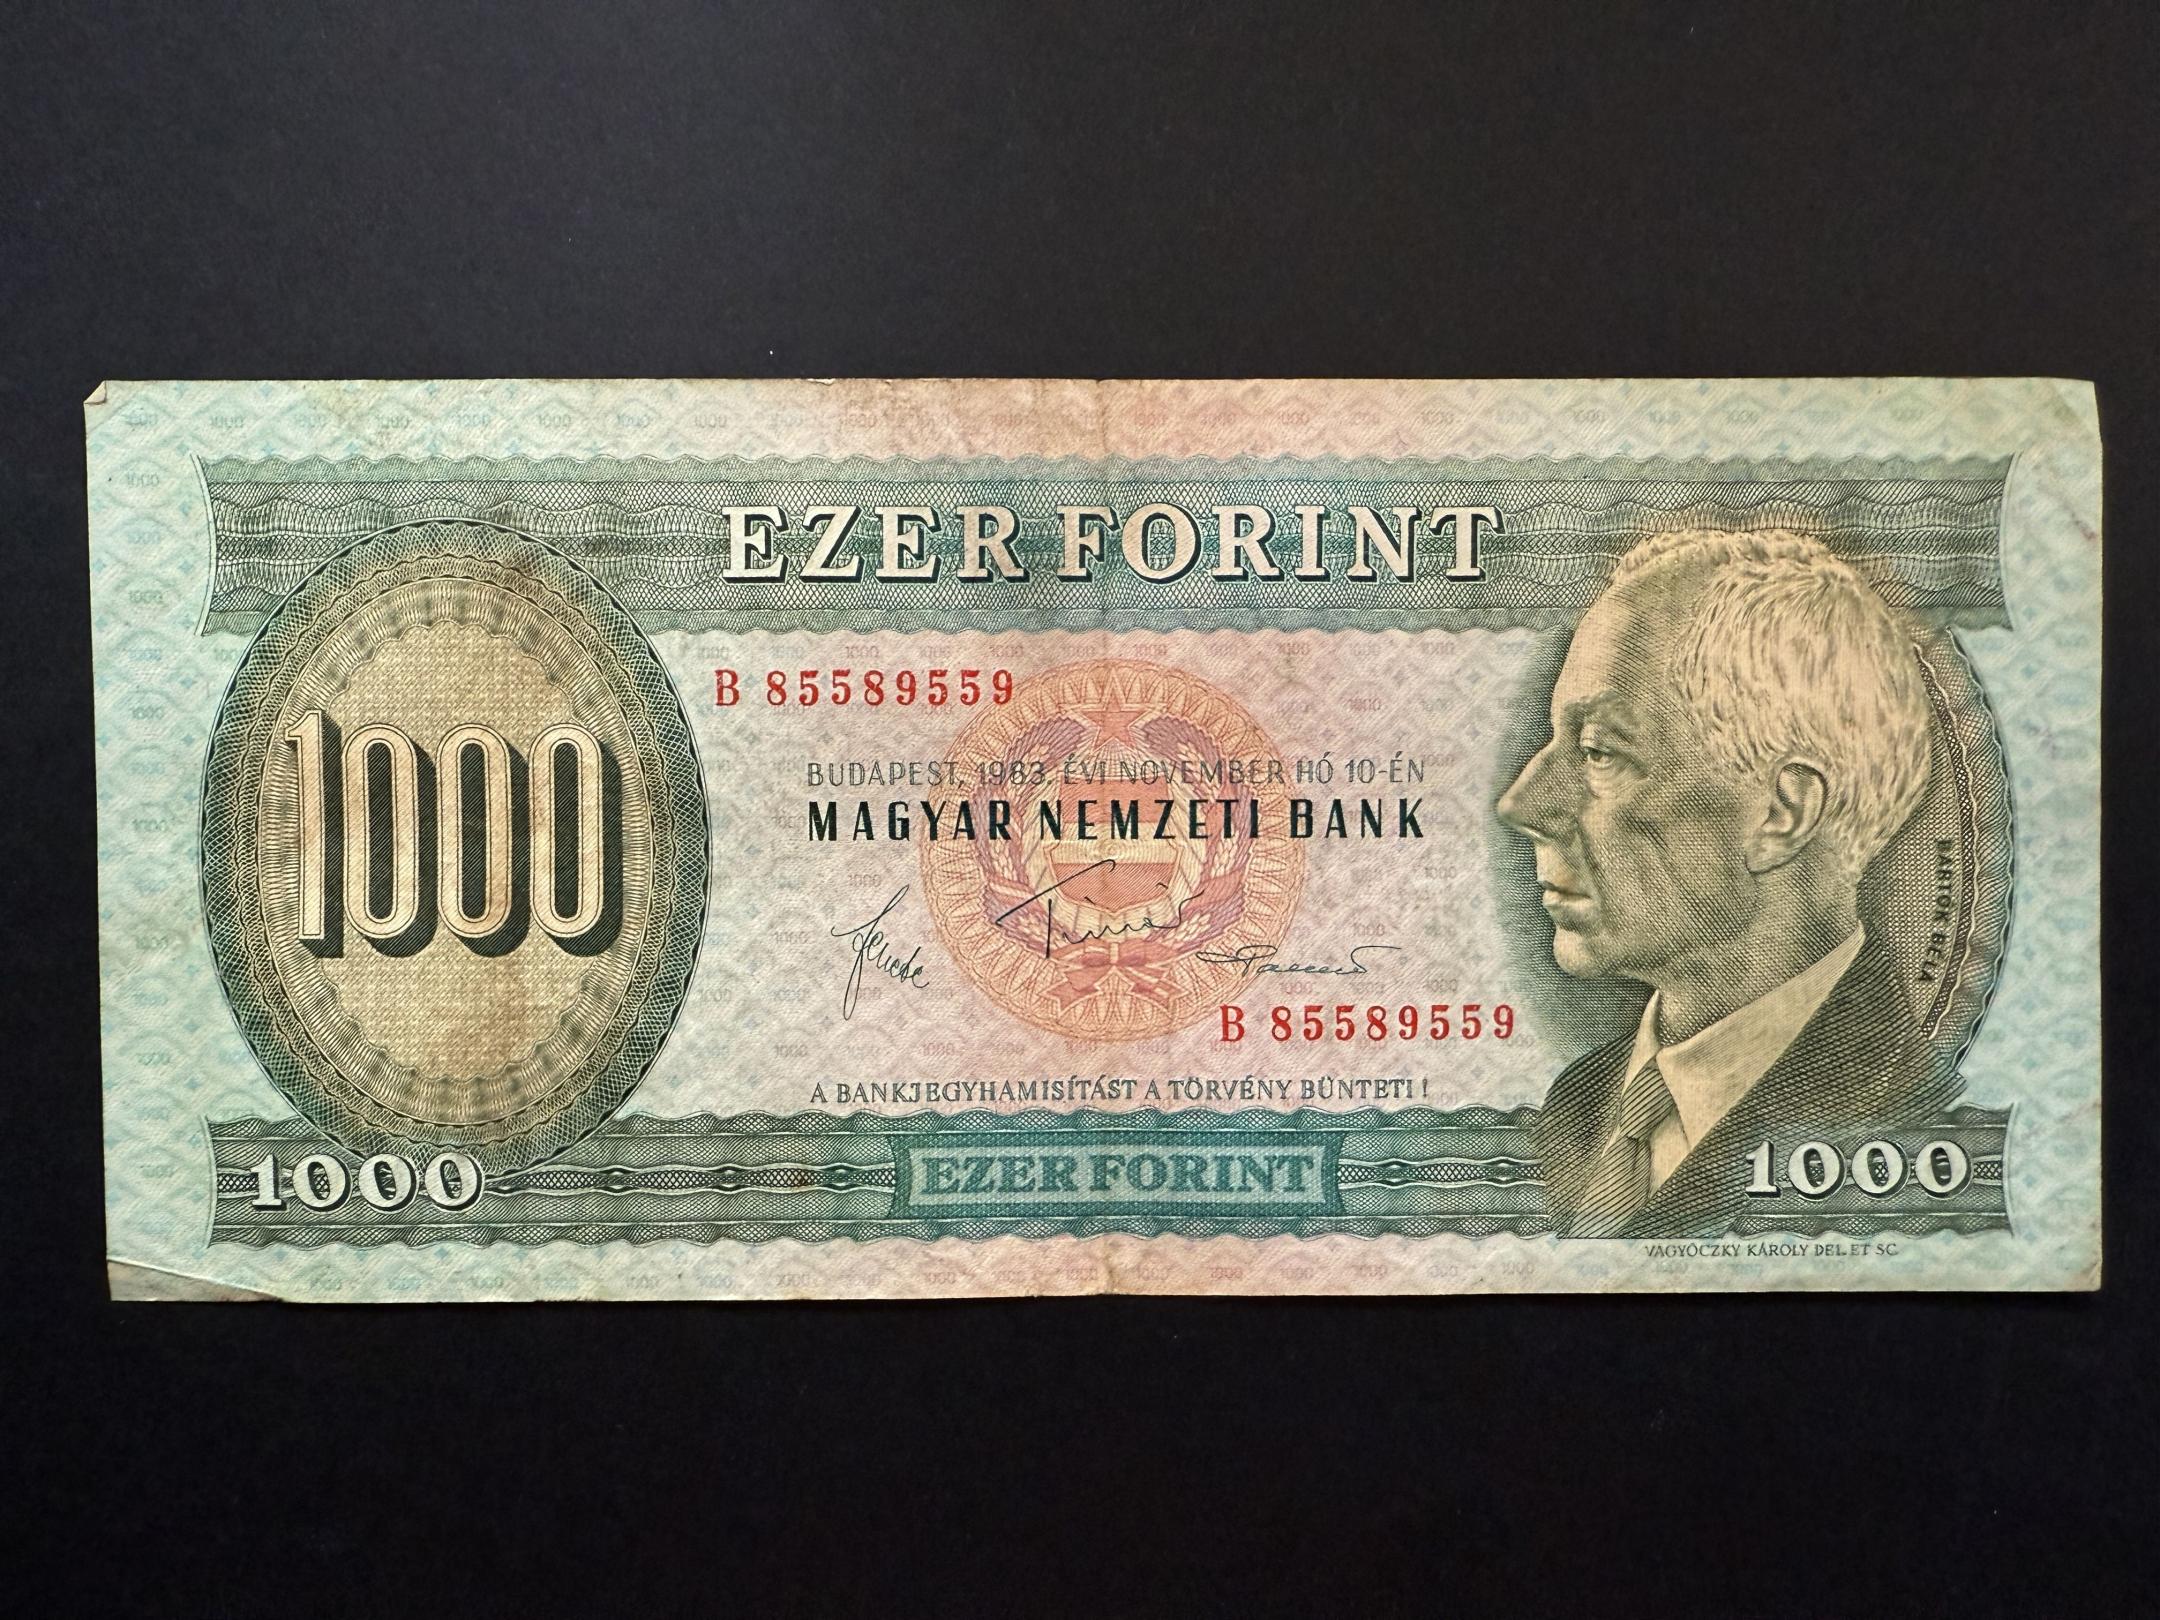 EZER FORINT
B 85589559
1000
BUDAPEST, 1983. ÉVI NOVEMBER HÓ 10-ÉN
MAGYAR NEMZETI BANK
BARTÓK BÉLA
B 85589559
A BANKJEGYHAMISÍTÁST A TÖRVÉNY BÜNTETI!
1000
EZER FORINT
1000
VAGYÓCZKY KÁROLY DEL. ET SC.